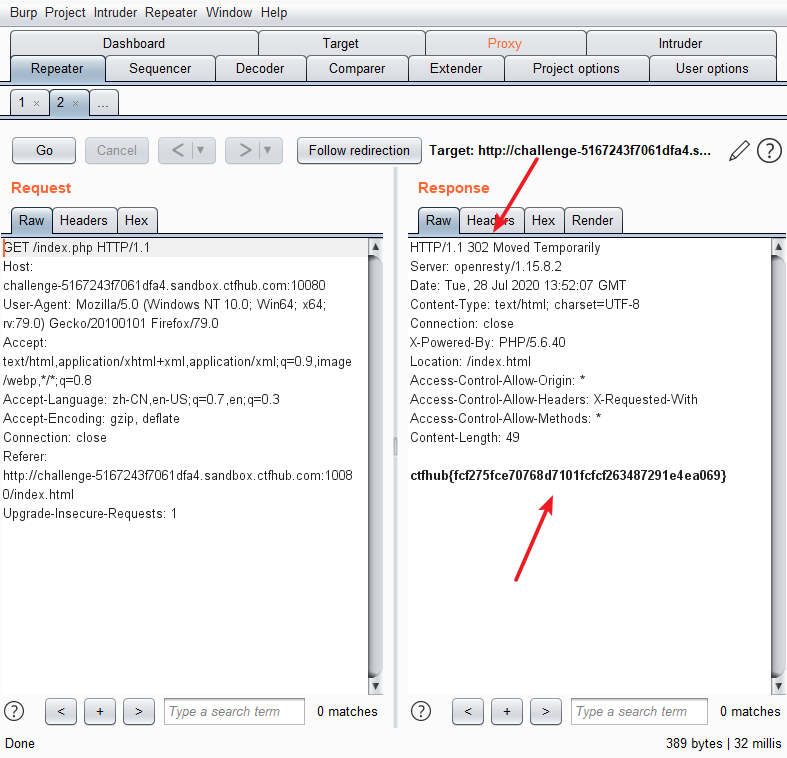 Burp Project Intruder Repeater Window Help
Dashboard Target Proxy Intruder
Repeater Sequencer Decoder Comparer Extender Project options User options
1 × 2 × ...
Go Cancel < ▼ > ▼ Follow redirection Target: http://challenge-5167243f7061dfa4.s... ?
Request
Raw Headers Hex
GET /index.php HTTP/1.1
Host:
challenge-5167243f7061dfa4.sandbox.ctfhub.com:10080
User-Agent: Mozilla/5.0 (Windows NT 10.0; Win64; x64;
rv:79.0) Gecko/20100101 Firefox/79.0
Accept:
text/html,application/xhtml+xml,application/xml;q=0.9,image
/webp,*/*;q=0.8
Accept-Language: zh-CN,en-US;q=0.7,en;q=0.3
Accept-Encoding: gzip, deflate
Connection: close
Referer:
http://challenge-5167243f7061dfa4.sandbox.ctfhub.com:1008
0/index.html
Upgrade-Insecure-Requests: 1
? < + > Type a search term 0 matches
Response
Raw Headers Hex Render
HTTP/1.1 302 Moved Temporarily
Server: openresty/1.15.8.2
Date: Tue, 28 Jul 2020 13:52:07 GMT
Content-Type: text/html; charset=UTF-8
Connection: close
X-Powered-By: PHP/5.6.40
Location: /index.html
Access-Control-Allow-Origin: *
Access-Control-Allow-Headers: X-Requested-With
Access-Control-Allow-Methods: *
Content-Length: 49
ctfhub{fcf275fce70768d7101fcfcf263487291e4ea069}
? < + > Type a search term 0 matches
Done 389 bytes | 32 millis